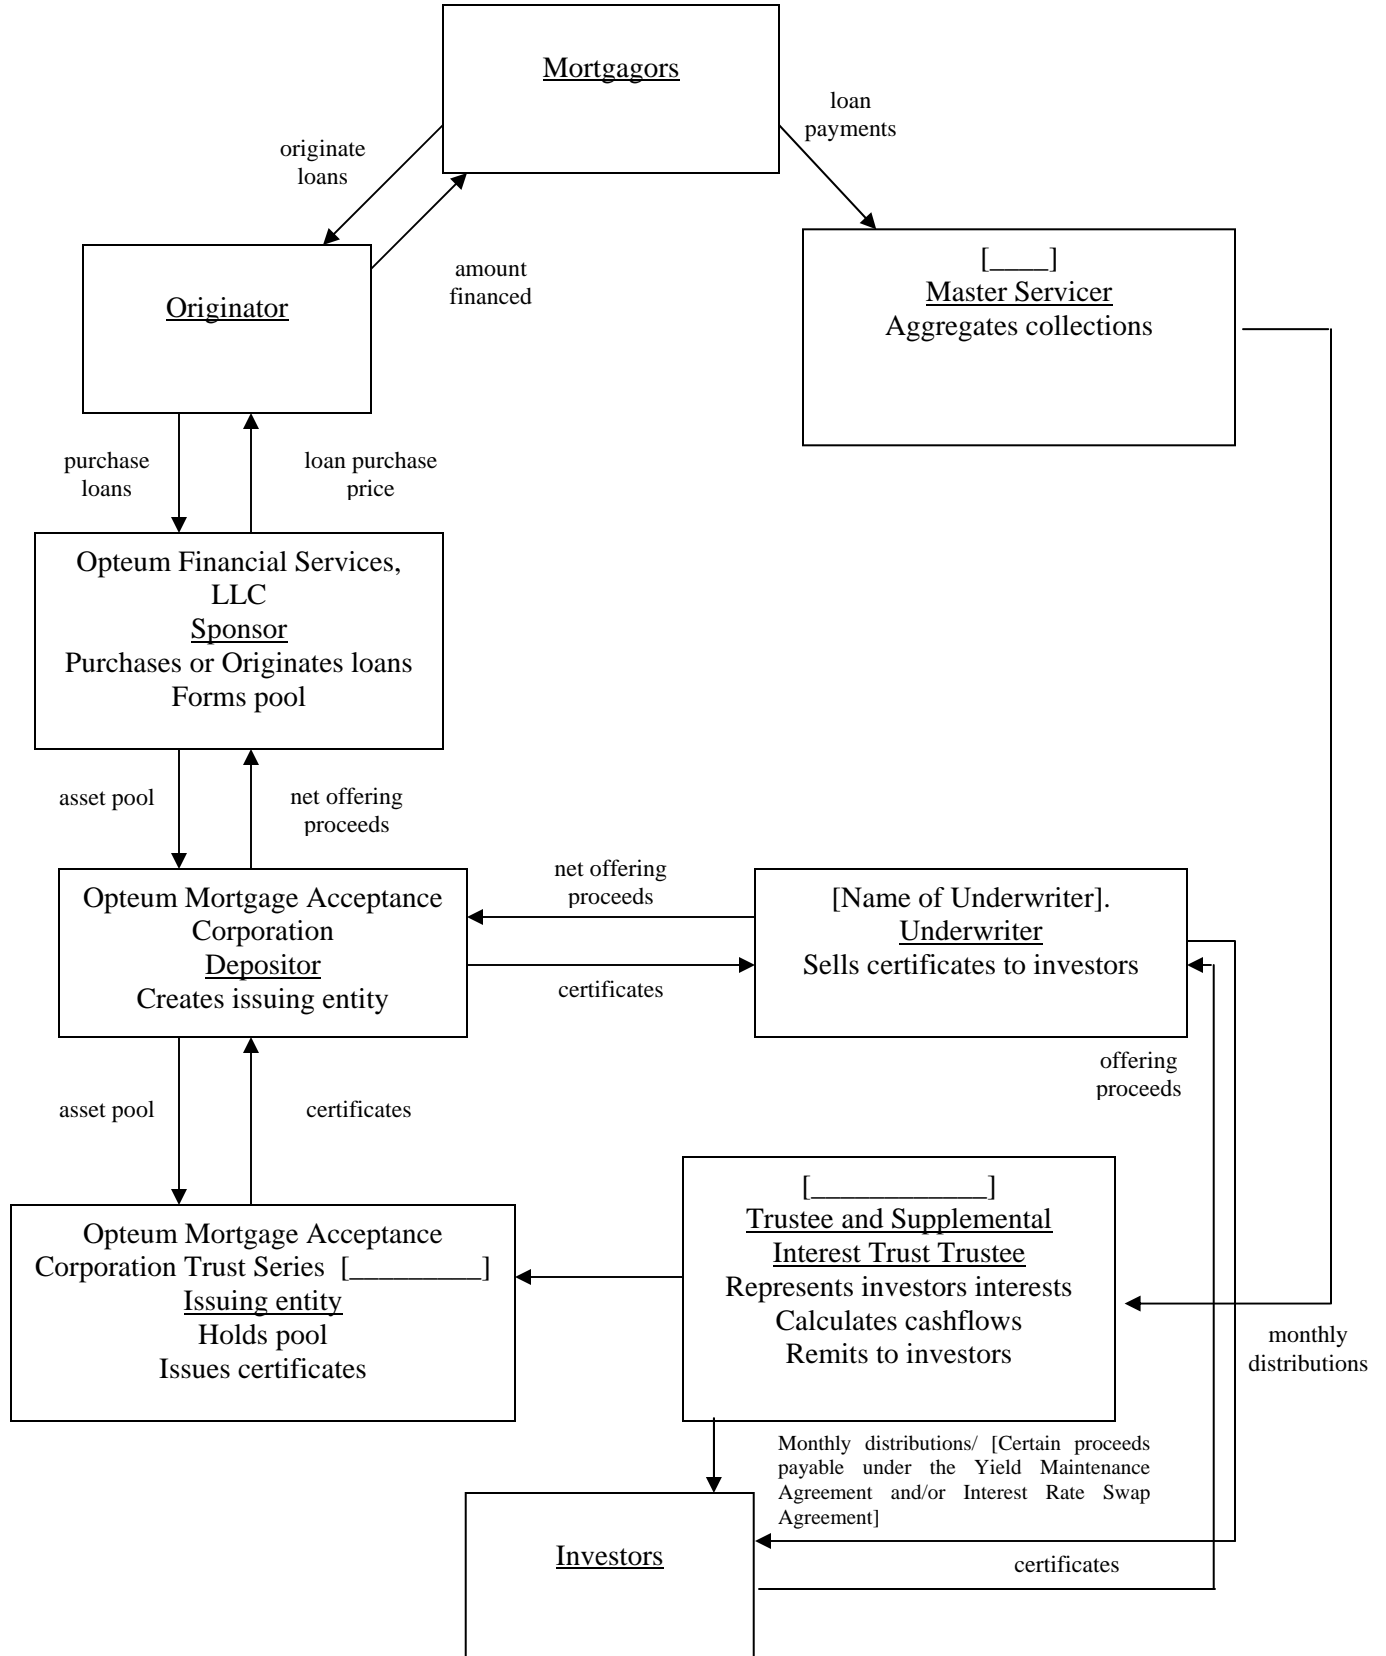 Mortgagors
loan
payments
originate
loans
amount
financed
[____]
Master Servicer
Aggregates collections
Originator
purchase
loans
loan purchase
price
Opteum Financial Services,
LLC
Sponsor
Purchases or Originates loans
Forms pool
asset pool
net offering
proceeds
net offering
proceeds
Opteum Mortgage Acceptance
Corporation
Depositor
Creates issuing entity
[Name of Underwriter].
Underwriter
Sells certificates to investors
certificates
offering
proceeds
asset pool
certificates
[____________]
Trustee and Supplemental
Interest Trust Trustee
Represents investors interests
Calculates cashflows
Remits to investors
Opteum Mortgage Acceptance
Corporation Trust Series [_________]
Issuing entity
Holds pool
Issues certificates
monthly
distributions
Monthly distributions/ [Certain proceeds
payable under the Yield Maintenance
Agreement and/or Interest Rate Swap
Agreement]
Investors
certificates